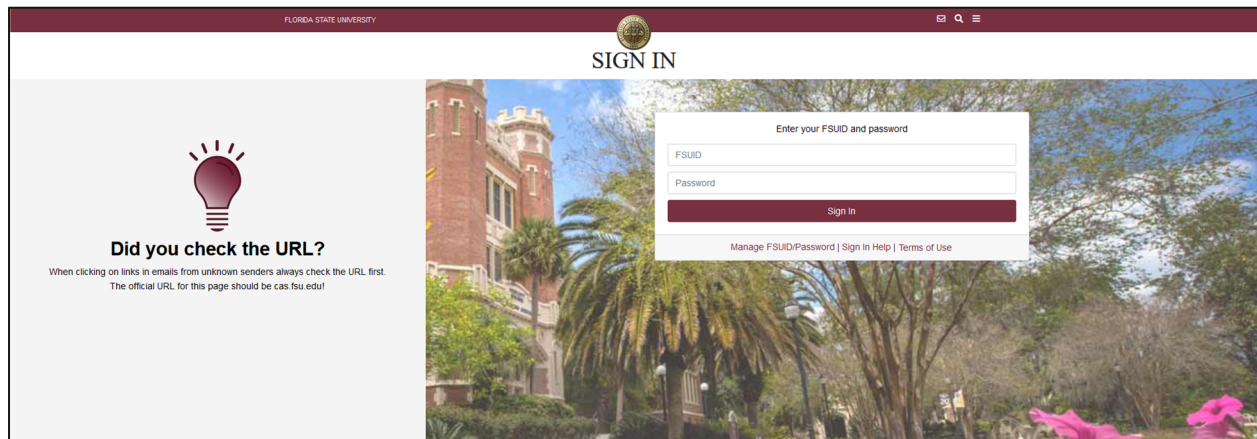 FLORIDA STATE UNIVERSITY
SIGN IN
Enter your FSUID and password
FSUID
Password
Sign In
Manage FSUID/Password | Sign In Help | Terms of Use
Did you check the URL?
When clicking on links in emails from unknown senders always check the URL first.
The official URL for this page should be cas.fsu.edu!